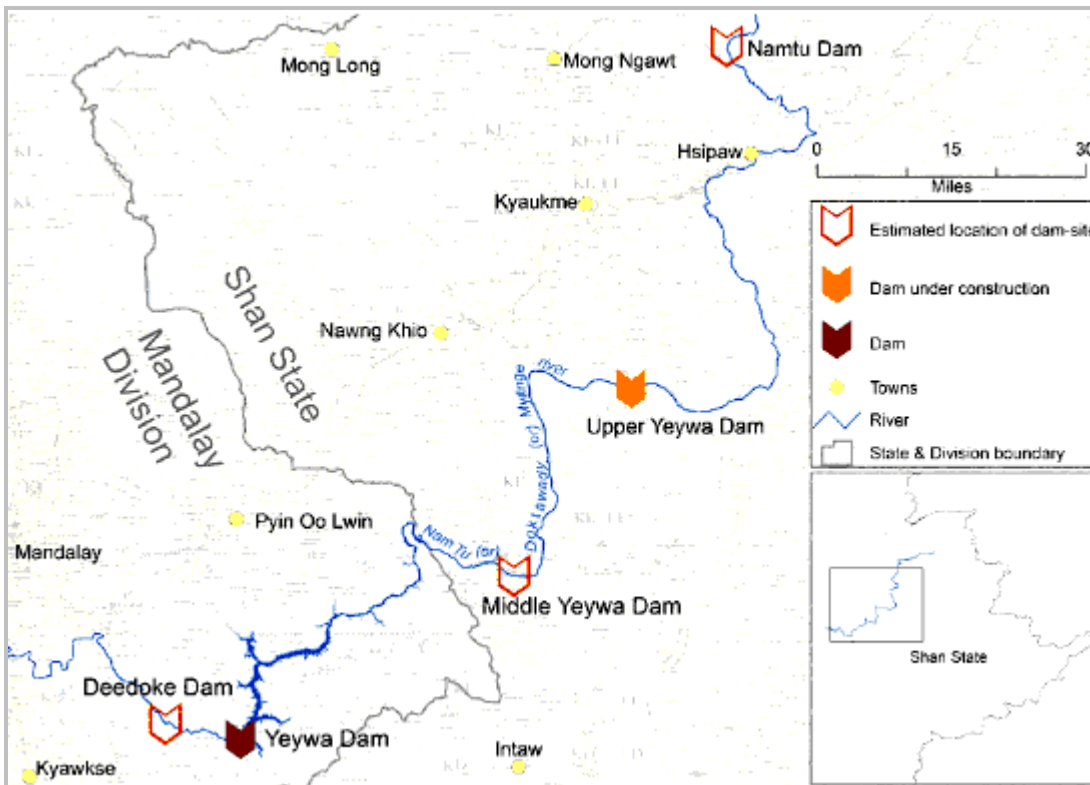 Mong Long
Mong Ngawt
Namtu Dam
Hsipaw
Kyaukme
0 15 30
Miles
Estimated location of dam-site
Dam under construction
Dam
Towns
River
State & Division boundary
Shan State
Mandalay
Division
Nawng Khio
river
Myitnge
(or)
Doktawady
(or)
Nam Tu
Upper Yeywa Dam
Pyin Oo Lwin
Mandalay
Middle Yeywa Dam
Shan State
Deedoke Dam
Yeywa Dam
Intaw
Kyawkse